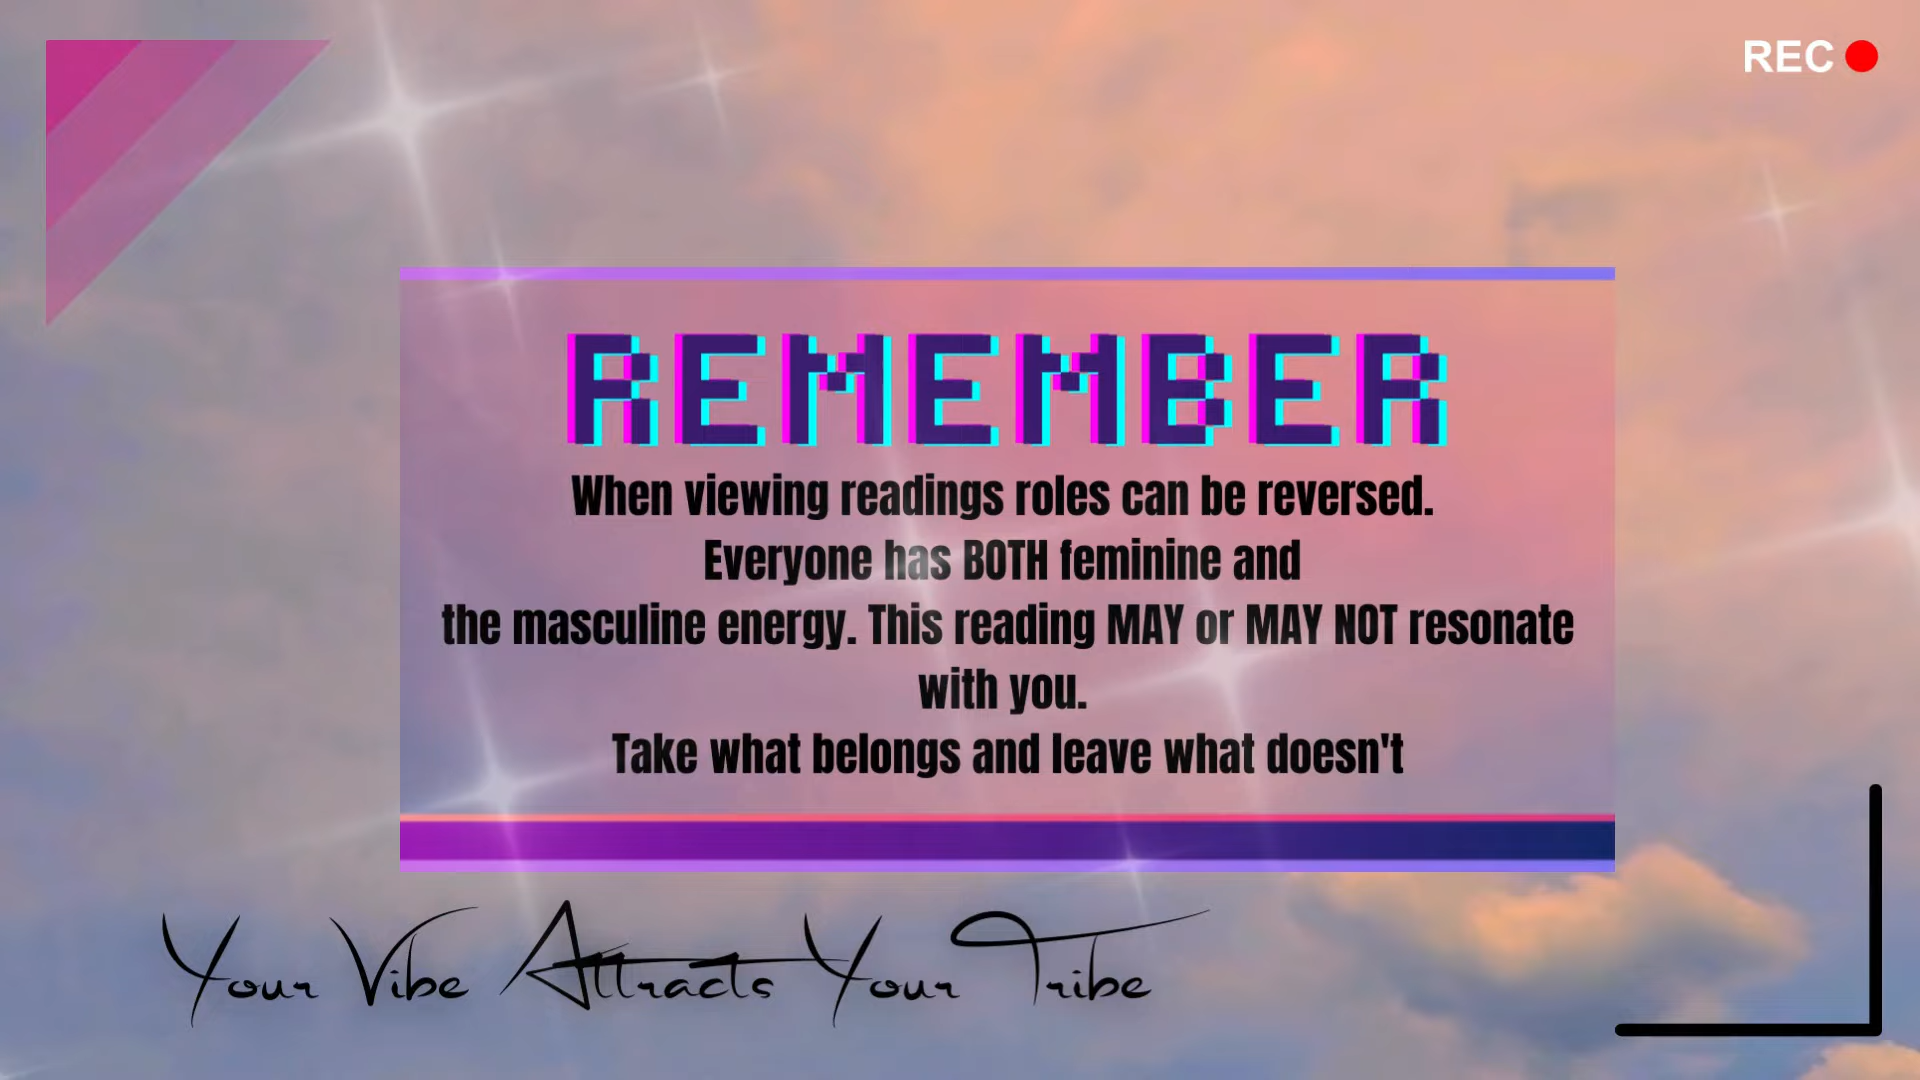 REC
REMEMBER
When viewing readings roles can be reversed.
Everyone has BOTH feminine and
the masculine energy. This reading MAY or MAY NOT resonate
with you.
Take what belongs and leave what doesn't
Your Vibe Attracts Your Tribe